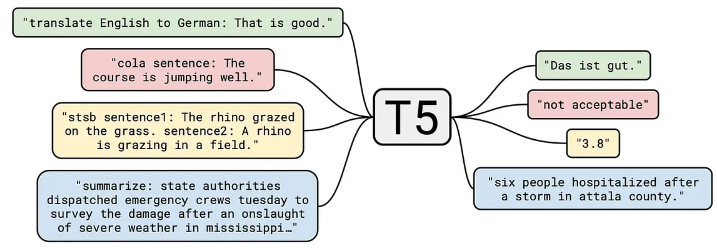 "translate English to German: That is good."
"cola sentence: The
course is jumping well."
"stsb sentence1: The rhino grazed
on the grass. sentence2: A rhino
is grazing in a field."
"summarize: state authorities
dispatched emergency crews tuesday to
survey the damage after an onslaught
of severe weather in mississippi…"
T5
"Das ist gut."
"not acceptable"
"3.8"
"six people hospitalized after
a storm in attala county."